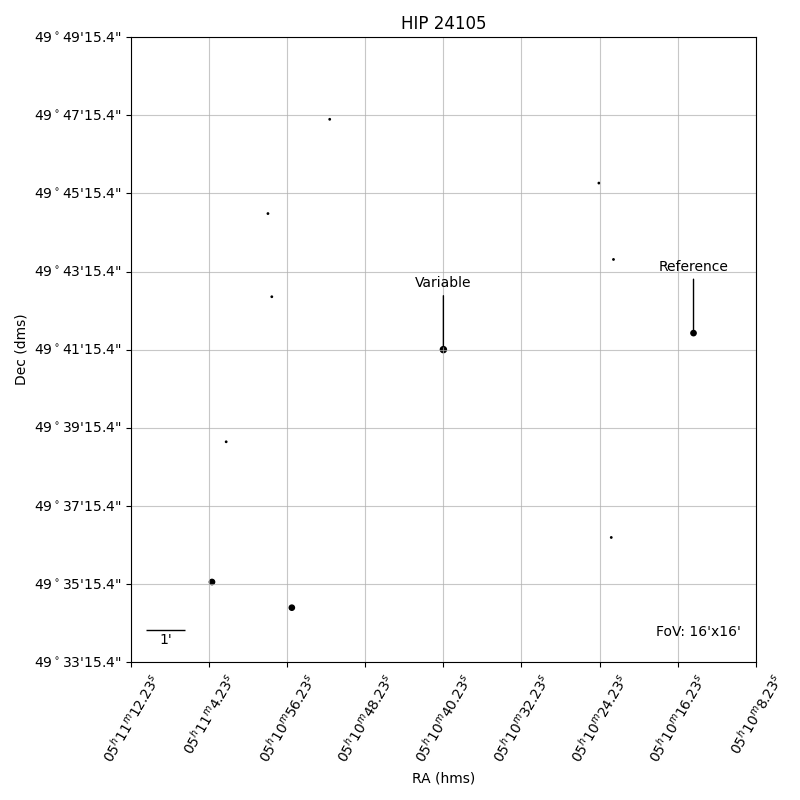 HIP 24105
49°49'15.4"
49°47'15.4"
49°45'15.4"
49°43'15.4"
49°41'15.4"
49°39'15.4"
49°37'15.4"
49°35'15.4"
49°33'15.4"
Dec (dms)
Variable
Reference
1'
FoV: 16'x16'
05ʰ11ᵐ12.23ˢ
05ʰ11ᵐ4.23ˢ
05ʰ10ᵐ56.23ˢ
05ʰ10ᵐ48.23ˢ
05ʰ10ᵐ40.23ˢ
05ʰ10ᵐ32.23ˢ
05ʰ10ᵐ24.23ˢ
05ʰ10ᵐ16.23ˢ
05ʰ10ᵐ8.23ˢ
RA (hms)